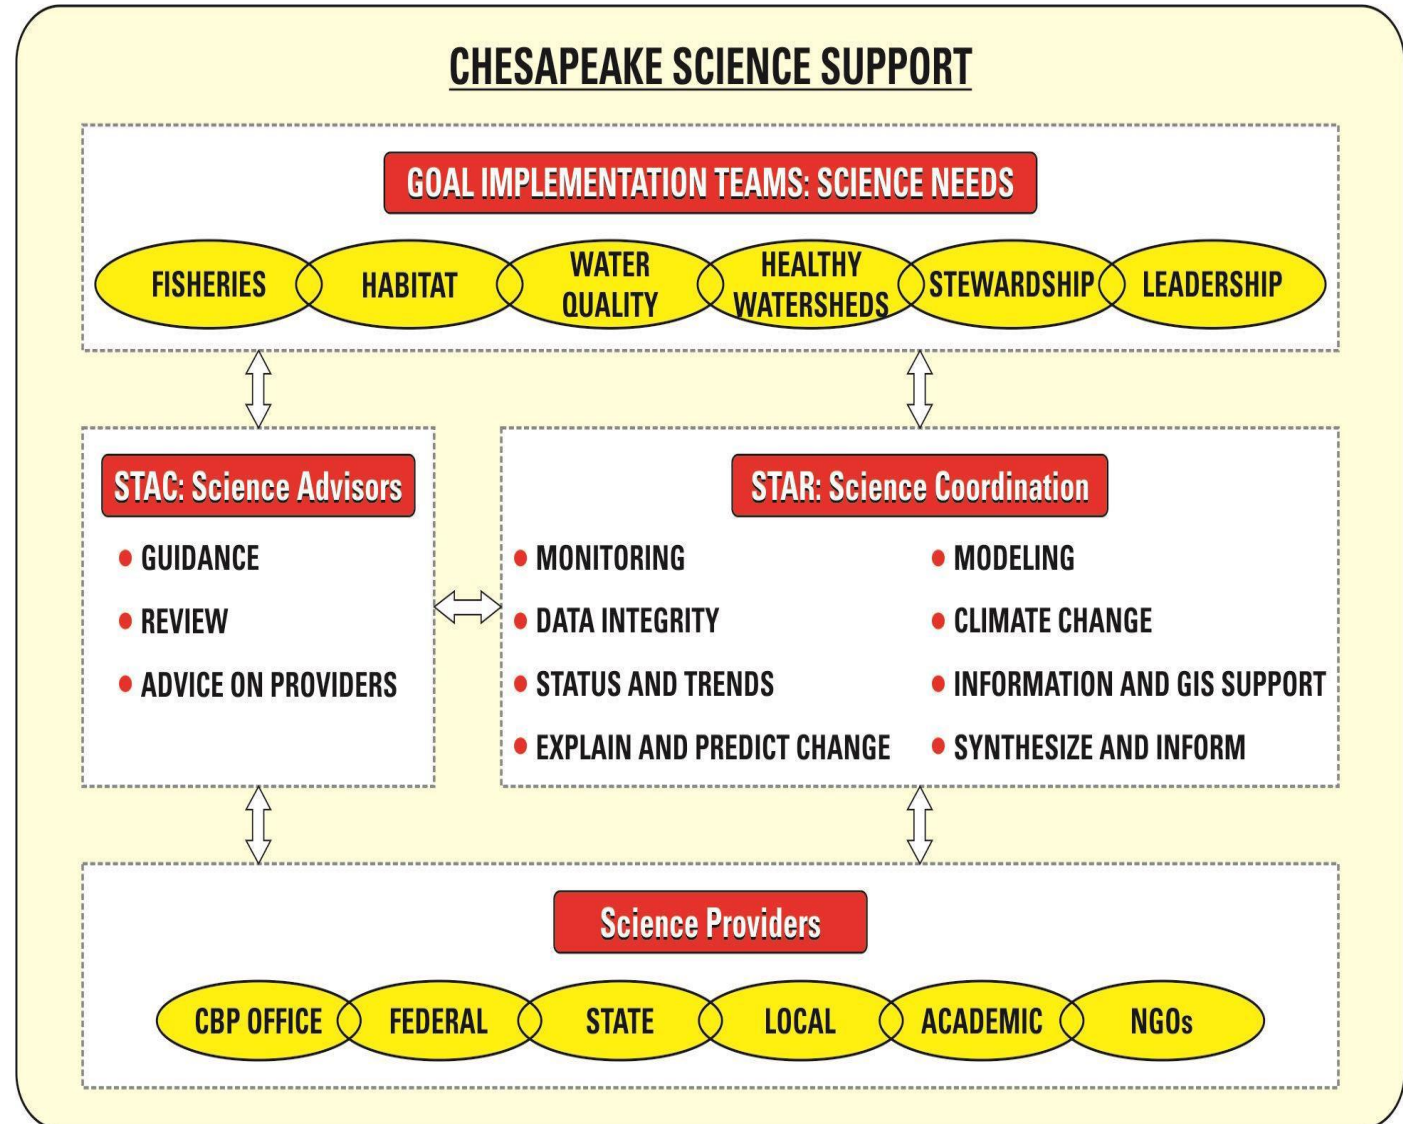 CHESAPEAKE SCIENCE SUPPORT
GOAL IMPLEMENTATION TEAMS: SCIENCE NEEDS
FISHERIES
HABITAT
WATER
QUALITY
HEALTHY
WATERSHEDS
STEWARDSHIP
LEADERSHIP
STAC: Science Advisors
GUIDANCE
REVIEW
ADVICE ON PROVIDERS
STAR: Science Coordination
MONITORING
DATA INTEGRITY
STATUS AND TRENDS
EXPLAIN AND PREDICT CHANGE
MODELING
CLIMATE CHANGE
INFORMATION AND GIS SUPPORT
SYNTHESIZE AND INFORM
Science Providers
CBP OFFICE
FEDERAL
STATE
LOCAL
ACADEMIC
NGOs